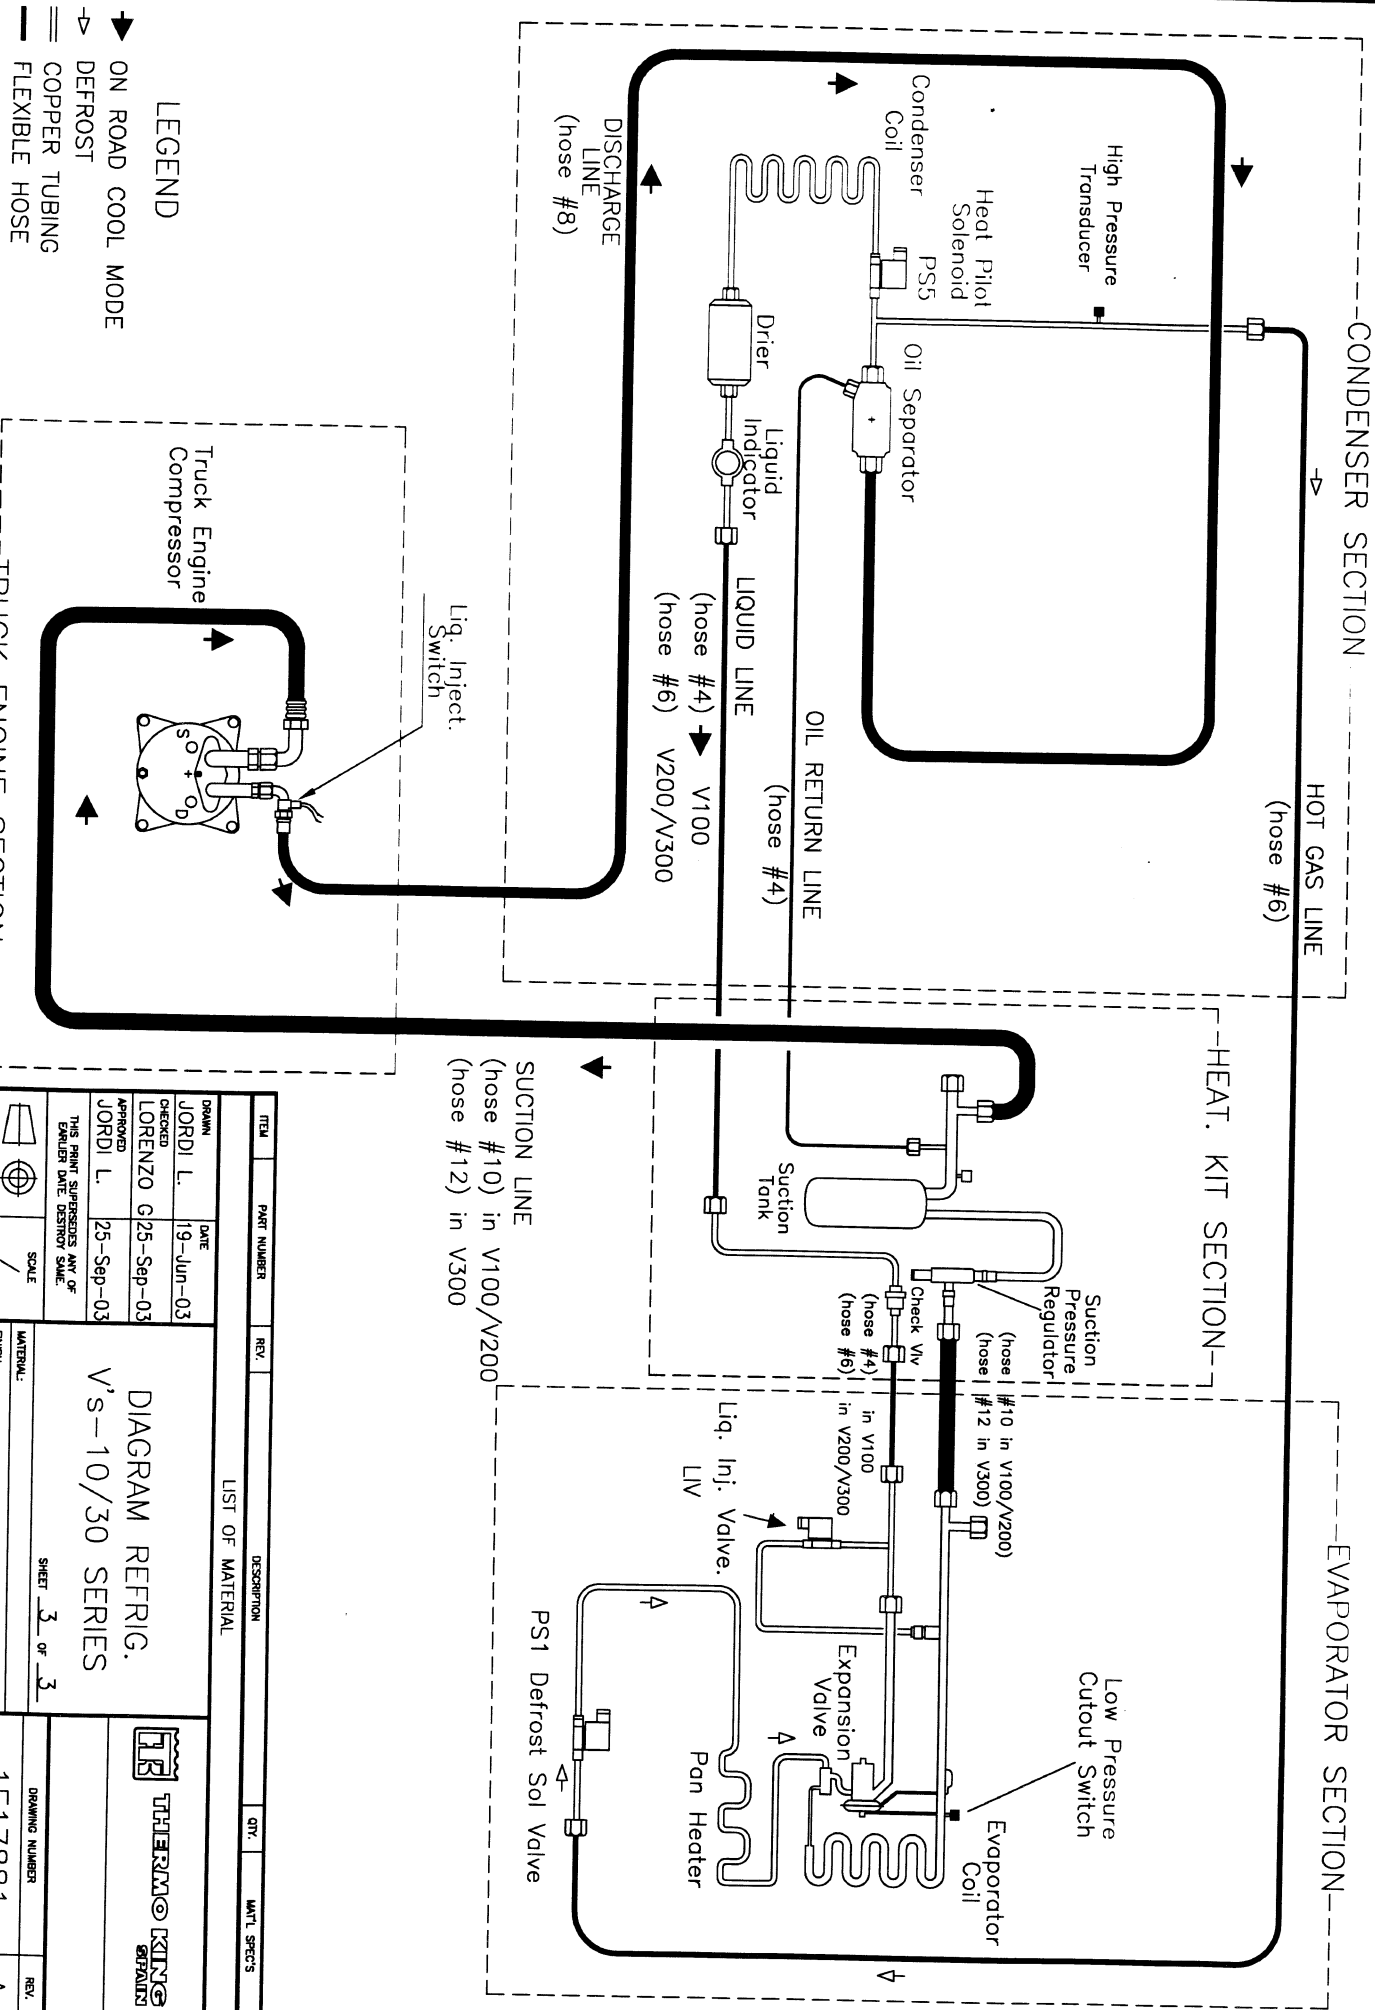 CONDENSER SECTION
HOT GAS LINE
(hose #6)
High Pressure
Transducer
Heat Pilot
Solenoid
PS5
Condenser
Coil
Oil Separator
OIL RETURN LINE
(hose #4)
Drier
Liquid
Indicator
LIQUID LINE
(hose #4) V100
(hose #6) V200/V300
DISCHARGE
LINE
(hose #8)
HEAT. KIT SECTION
Suction
Pressure
Regulator
Suction
Tank
Check Vlv
(hose #4) in V100
(hose #6) in V200/V300
(hose #10 in V100/V200)
(hose #12 in V300)
SUCTION LINE
(hose #10) in V100/V200
(hose #12) in V300
EVAPORATOR SECTION
Low Pressure
Cutout Switch
Evaporator
Coil
Expansion
Valve
Liq. Inj. Valve.
LIV
Pan Heater
PS1 Defrost Sol Valve
Liq. Inject.
Switch
Truck Engine
Compressor
S
D
TRUCK ENGINE SECTION
LEGEND
ON ROAD COOL MODE
DEFROST
COPPER TUBING
FLEXIBLE HOSE
ITEM PART NUMBER REV. DESCRIPTION QTY. MAT'L SPEC'S
LIST OF MATERIAL
DRAWN DATE
JORDI L. 19-Jun-03
CHECKED
LORENZO G 25-Sep-03
APPROVED
JORDI L. 25-Sep-03
THIS PRINT SUPERSEDES ANY OF
EARLIER DATE. DESTROY SAME.
SCALE
/
DIAGRAM REFRIG.
V's-10/30 SERIES
SHEET 3 OF 3
MATERIAL:
TK
THERMO KING
SPAIN
DRAWING NUMBER
REV.